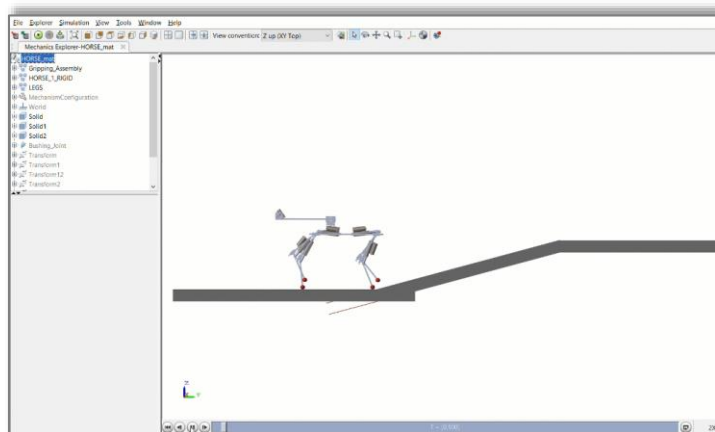 File Explorer Simulation View Tools Window Help
View convention: Z up (XY Top)
Mechanics Explorer-HORSE_mat
HORSE_mat
Gripping_Assembly
HORSE_1_RIGID
LEGS
MechanismConfiguration
World
Solid
Solid1
Solid2
Bushing_Joint
Transform
Transform1
Transform12
Transform2
Z